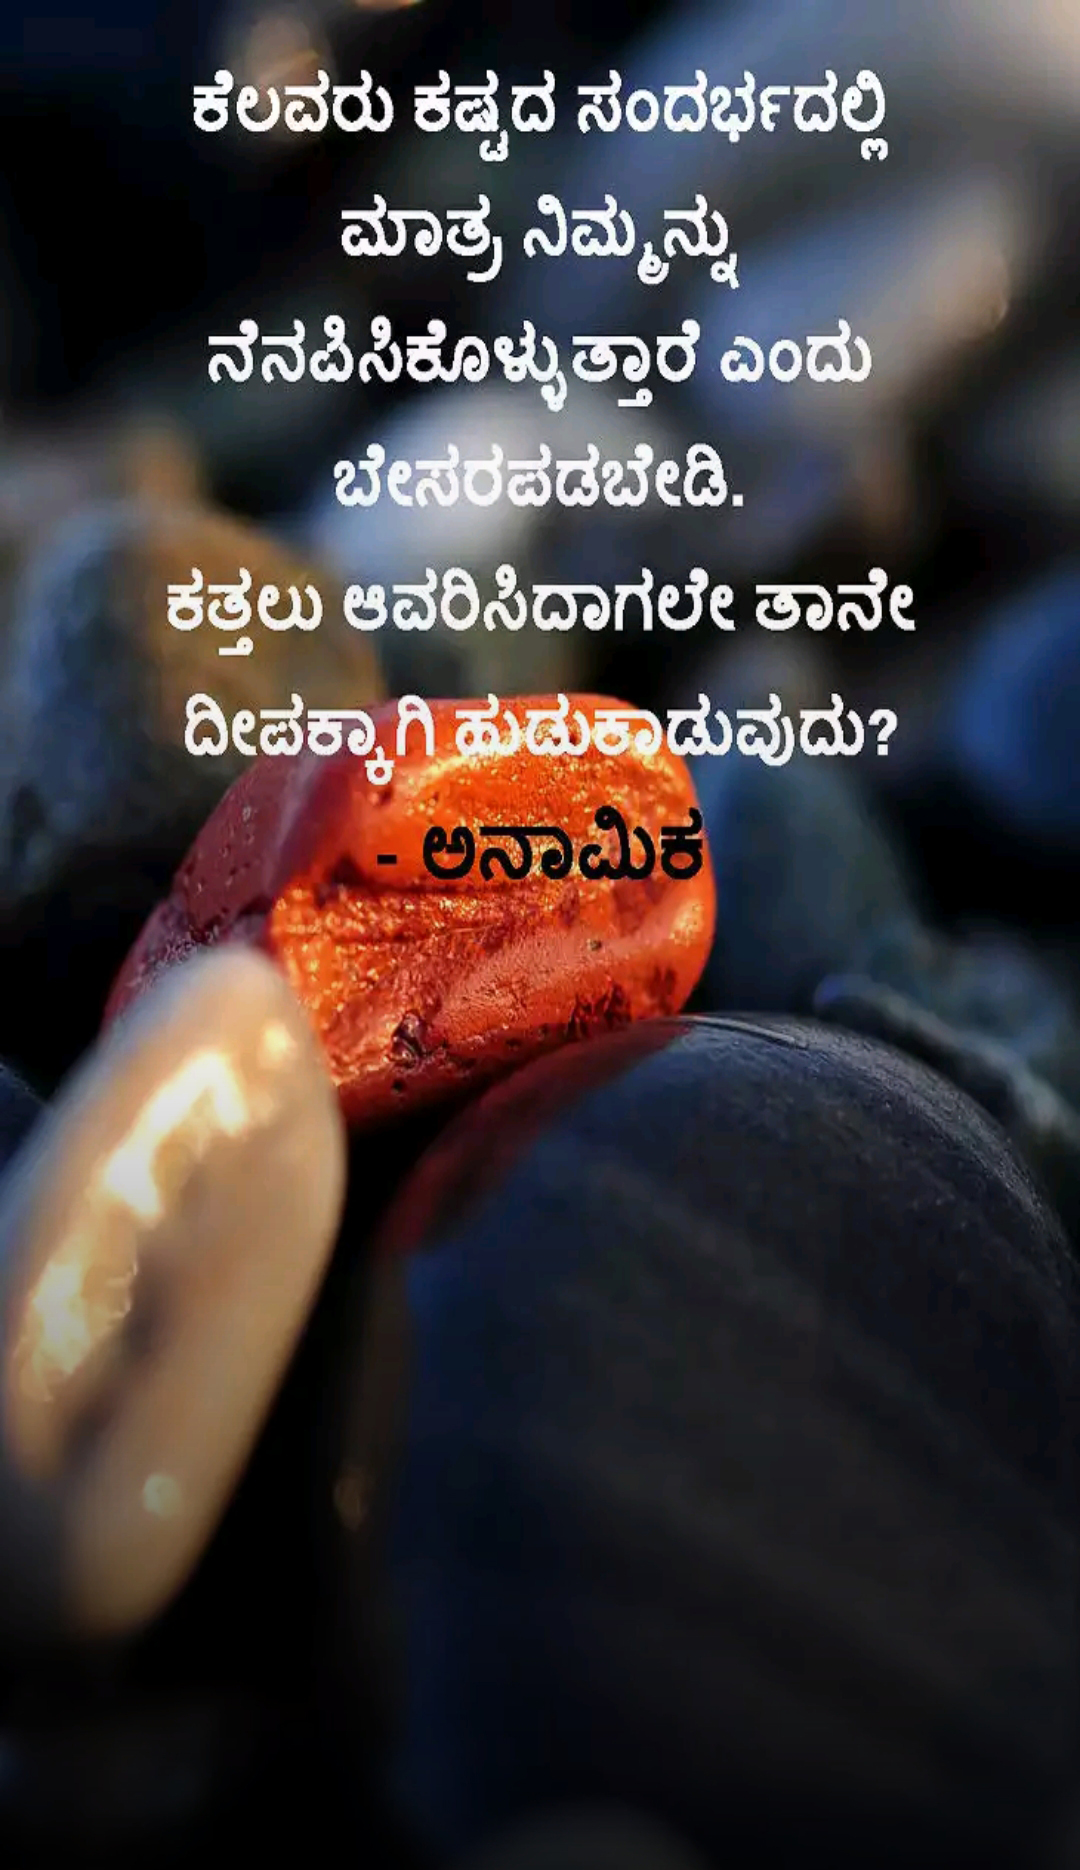 ಕೆಲವರು ಕಷ್ಟದ ಸಂದರ್ಭದಲ್ಲಿ
ಮಾತ್ರ ನಿಮ್ಮನ್ನು
ನೆನಪಿಸಿಕೊಳ್ಳುತ್ತಾರೆ ಎಂದು
ಬೇಸರಪಡಬೇಡಿ.
ಕತ್ತಲು ಆವರಿಸಿದಾಗಲೇ ತಾನೇ
ದೀಪಕ್ಕಾಗಿ ಹುಡುಕಾಡುವುದು?
- ಅನಾಮಿಕ